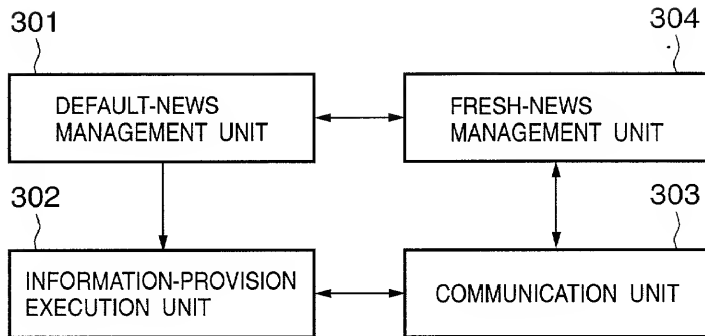 301
304
DEFAULT-NEWS
MANAGEMENT UNIT
FRESH-NEWS
MANAGEMENT UNIT
302
303
INFORMATION-PROVISION
EXECUTION UNIT
COMMUNICATION UNIT